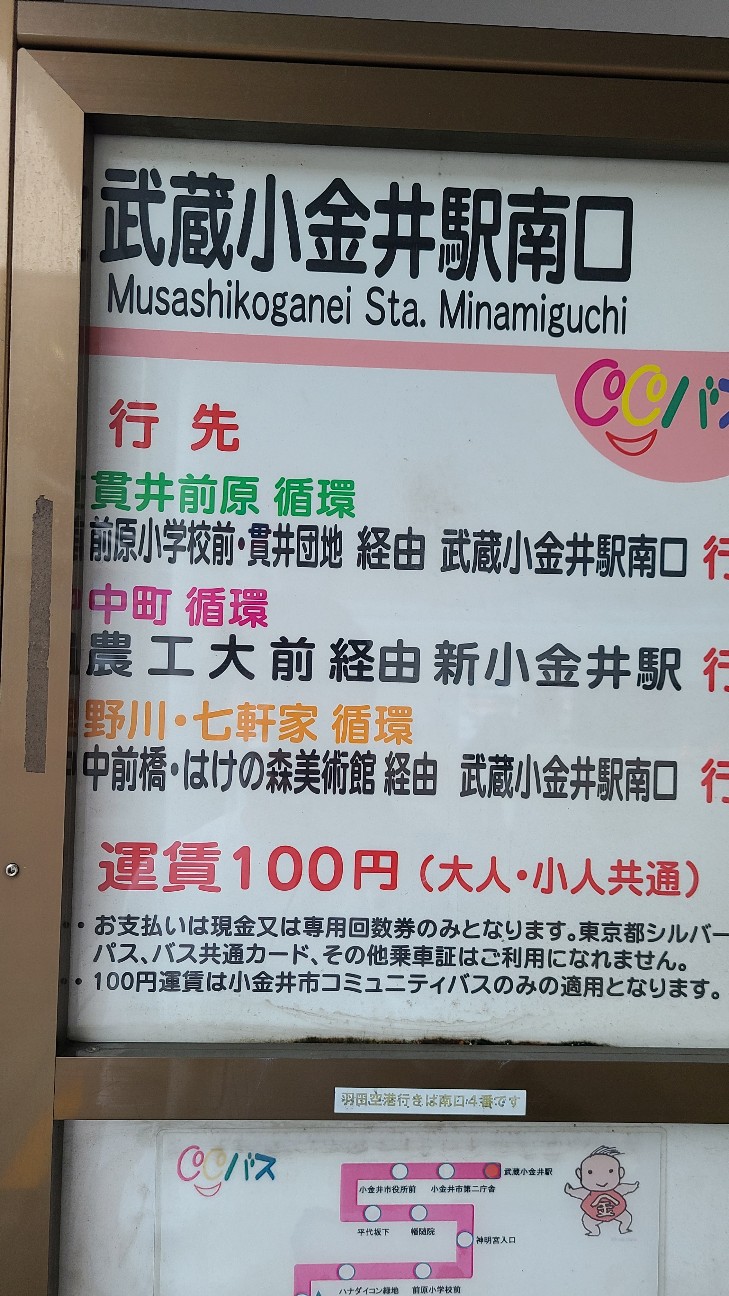 武蔵小金井駅南口
Musashikoganei Sta. Minamiguchi
CoCoバス
行先
貫井前原 循環
前原小学校前・貫井団地 経由 武蔵小金井駅南口 行
中町 循環
農工大前 経由 新小金井駅 行
野川・七軒家 循環
中前橋・はけの森美術館 経由 武蔵小金井駅南口 行
運賃100円（大人・小人共通）
・お支払いは現金又は専用回数券のみとなります。東京都シルバー
パス、バス共通カード、その他乗車証はご利用になれません。
・100円運賃は小金井市コミュニティバスのみの適用となります。
羽田空港行きは南口4番です
CoCoバス
武蔵小金井駅
小金井市役所前 小金井市第二庁舎
金
平代坂下 幡随院
神明宮入口
ハナダイコン緑地 前原小学校前